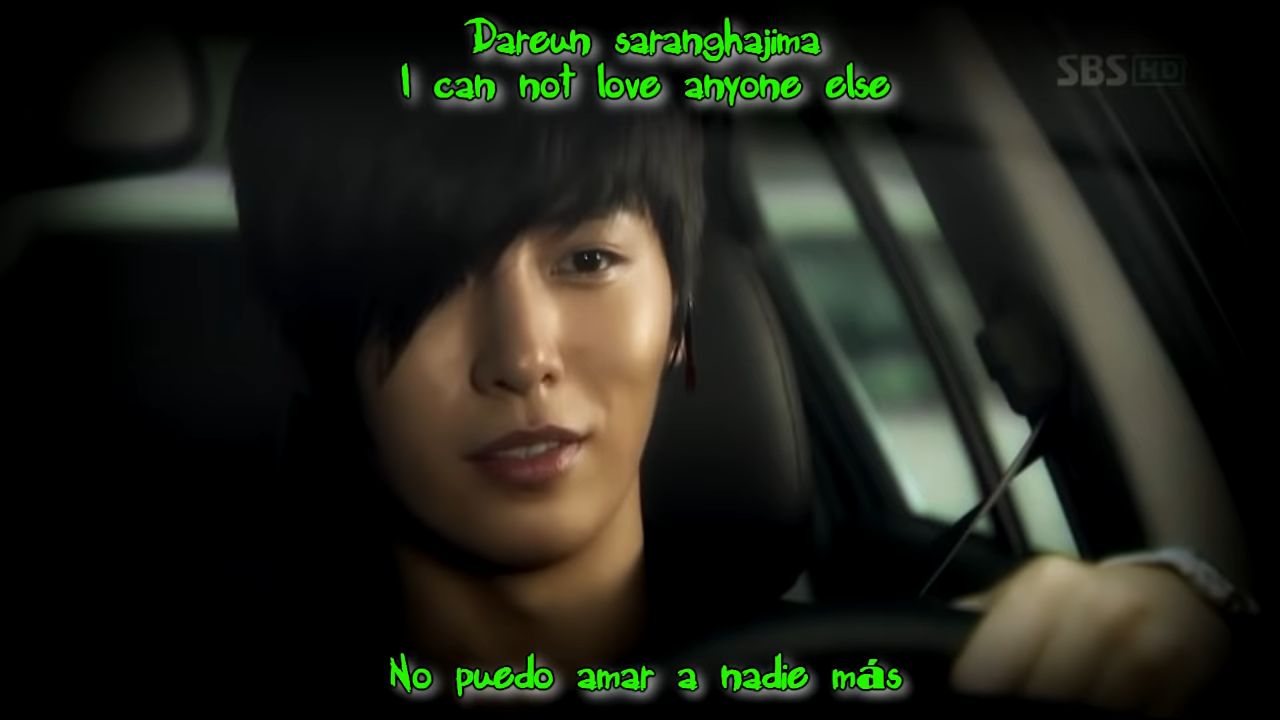 Dareun saranghajima
I can not love anyone else
SBS HD
No puedo amar a nadie más